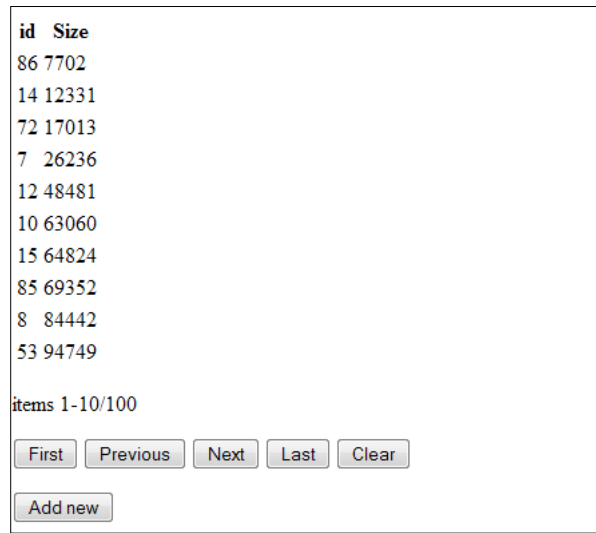 id Size
86 7702
14 12331
72 17013
7 26236
12 48481
10 63060
15 64824
85 69352
8 84442
53 94749
items 1-10/100
First Previous Next Last Clear
Add new